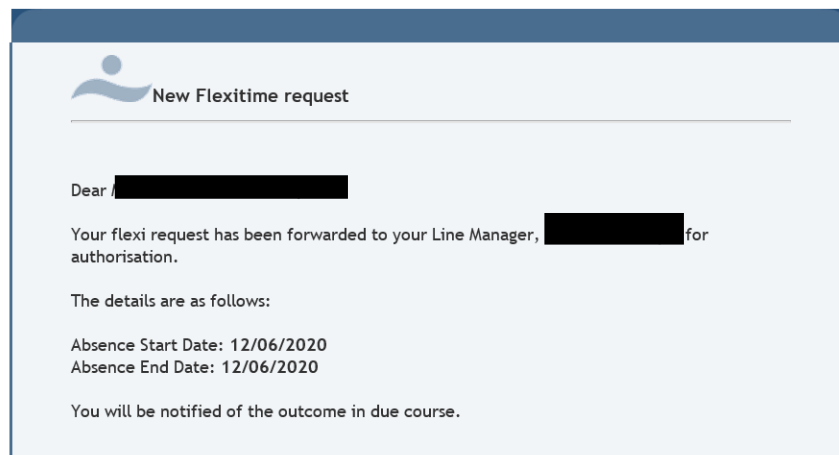 New Flexitime request
Dear
Your flexi request has been forwarded to your Line Manager, for
authorisation.
The details are as follows:
Absence Start Date: 12/06/2020
Absence End Date: 12/06/2020
You will be notified of the outcome in due course.